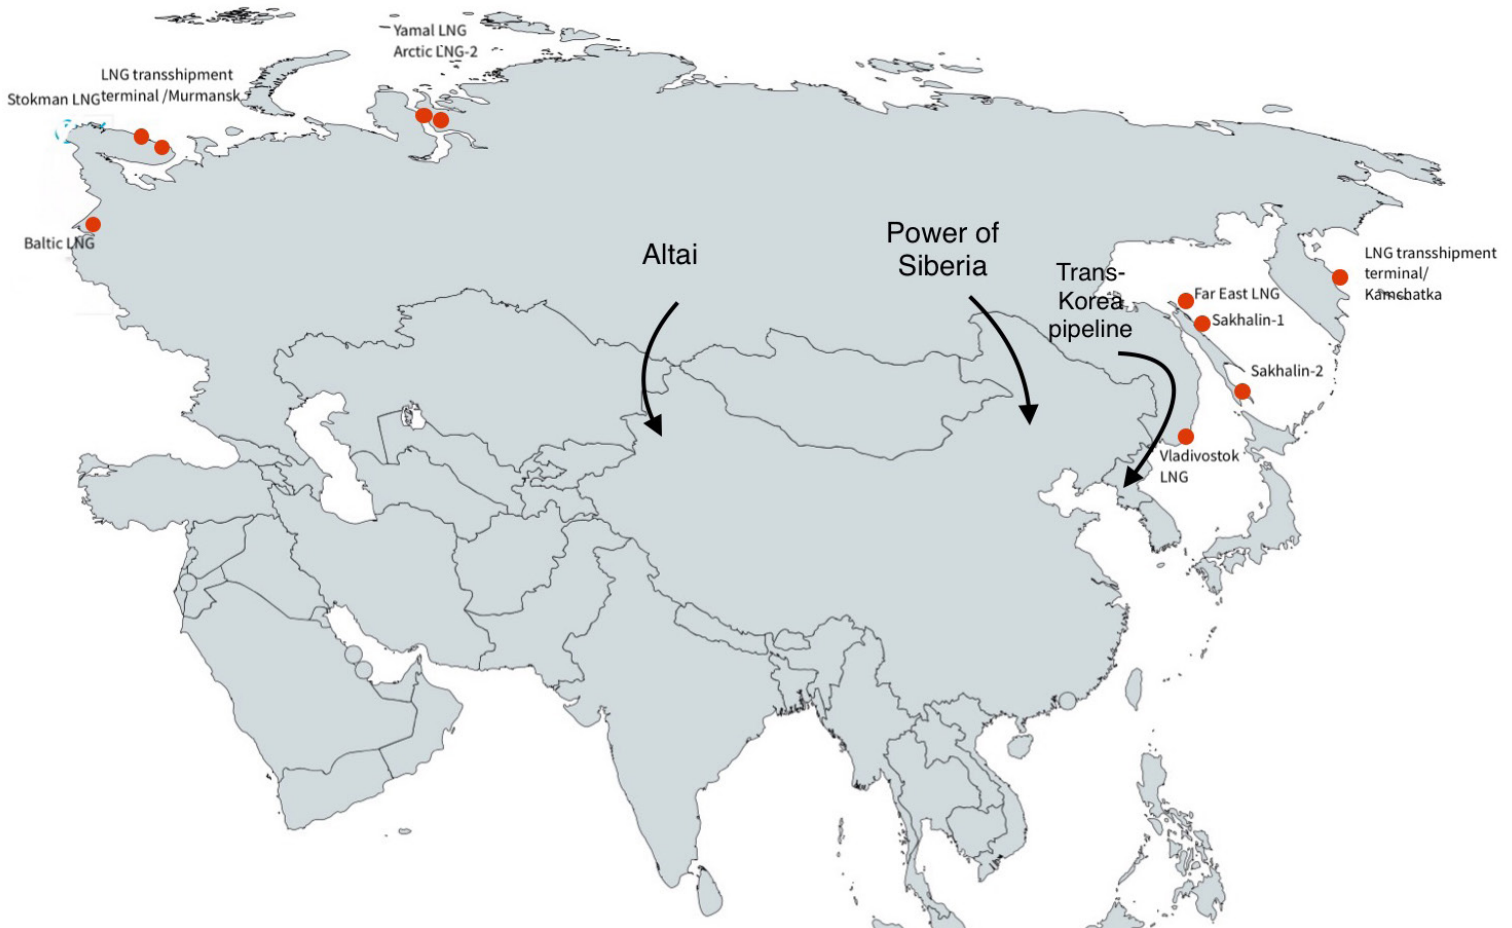 Yamal LNG
Arctic LNG-2
LNG transshipment
terminal /Murmansk
Stokman LNG
Baltic LNG
Altai
Power of
Siberia
Trans-
Korea
pipeline
LNG transshipment
terminal/
Kamchatka
Far East LNG
Sakhalin-1
Sakhalin-2
Vladivostok
LNG